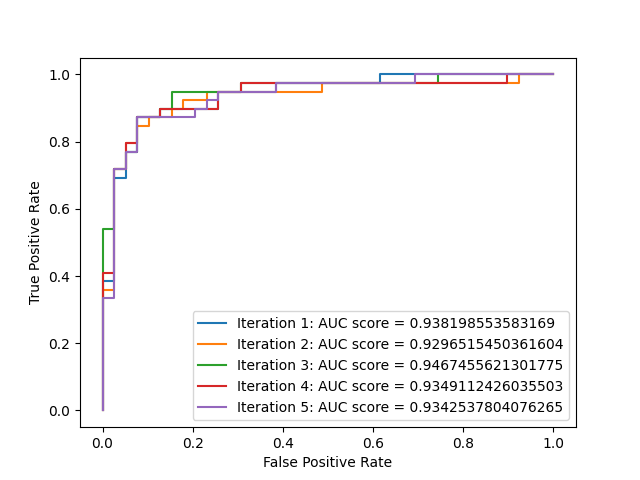 1.0
0.8
0.6
0.4
0.2
0.0
True Positive Rate
Iteration 1: AUC score = 0.938198553583169
Iteration 2: AUC score = 0.9296515450361604
Iteration 3: AUC score = 0.9467455621301775
Iteration 4: AUC score = 0.9349112426035503
Iteration 5: AUC score = 0.9342537804076265
0.0 0.2 0.4 0.6 0.8 1.0
False Positive Rate